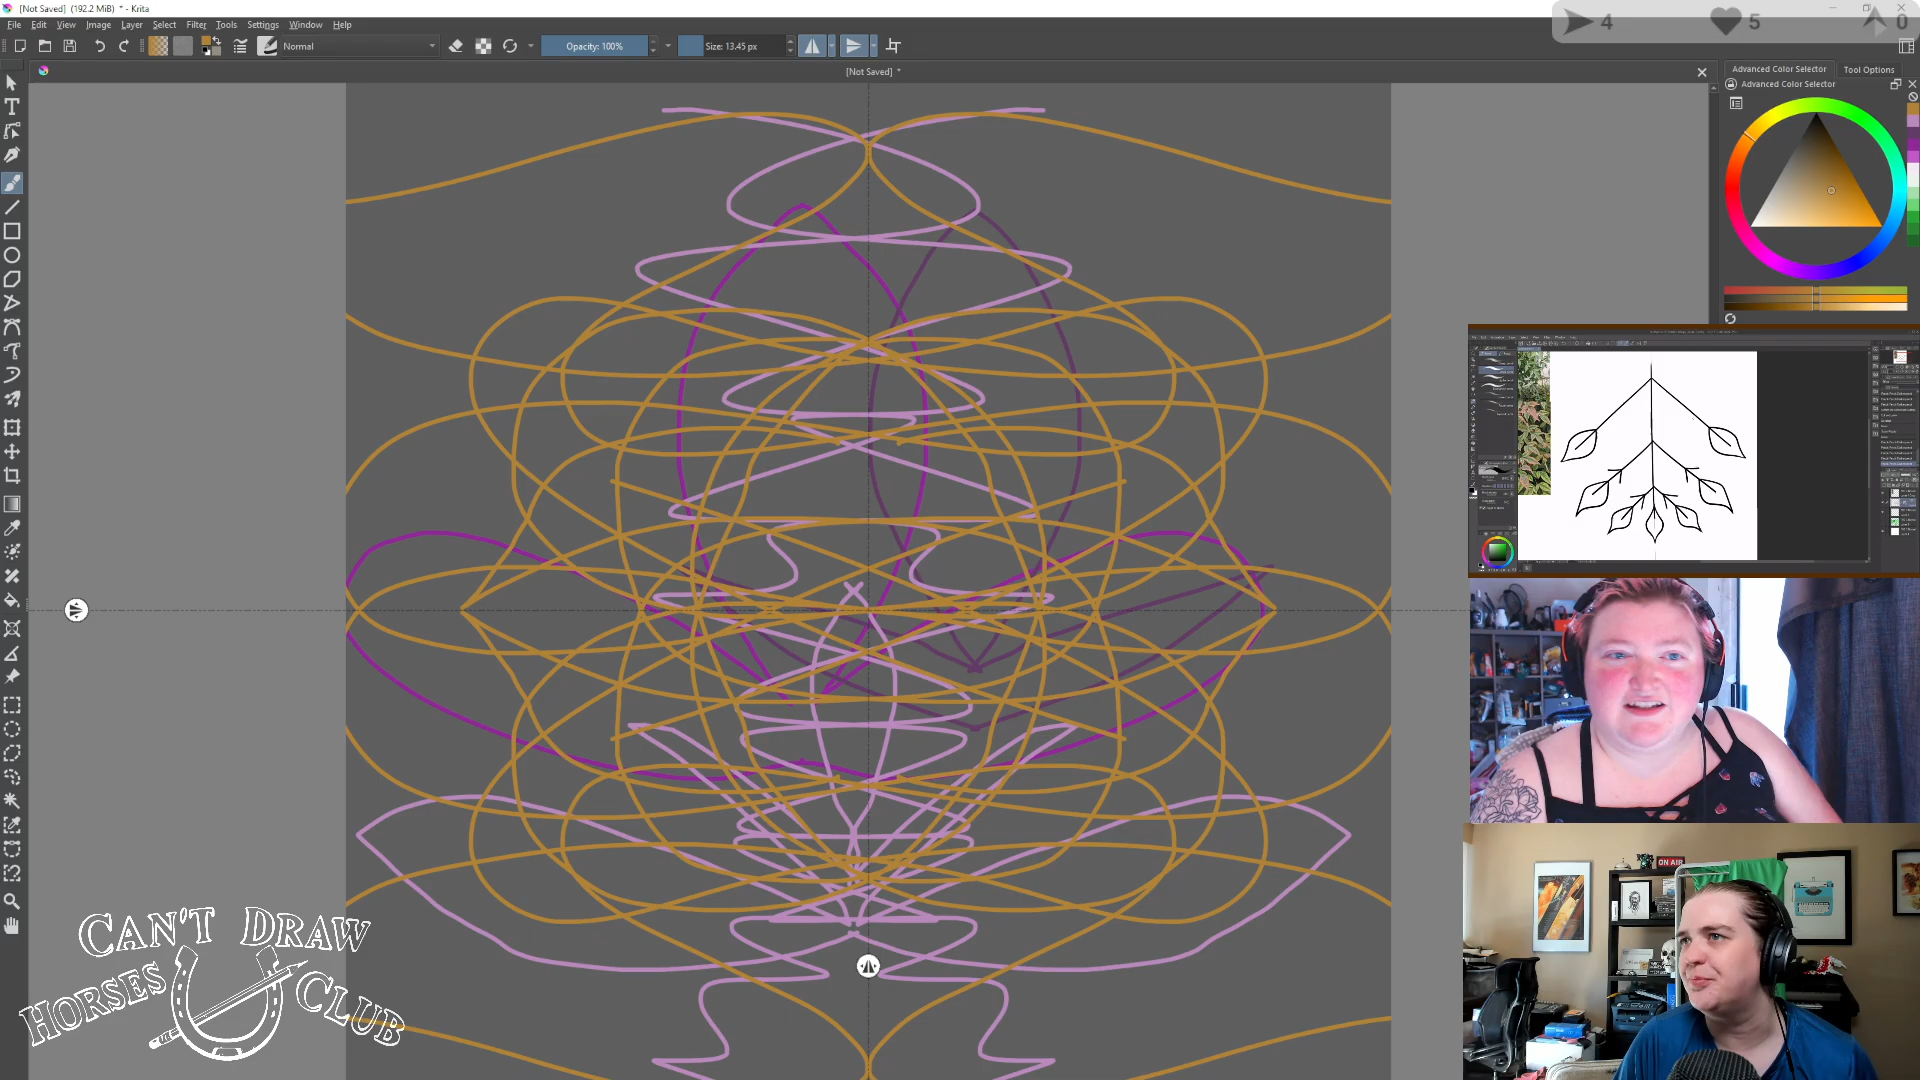 [Not Saved] (192.2 MiB) * - Krita
File Edit View Image Layer Select Filter Tools Settings Window Help
4 5 0
Normal
Opacity: 100%
Size: 13.45 px
[Not Saved] *
Advanced Color Selector
Tool Options
Advanced Color Selector
ON AIR
CAN'T DRAW
HORSES CLUB